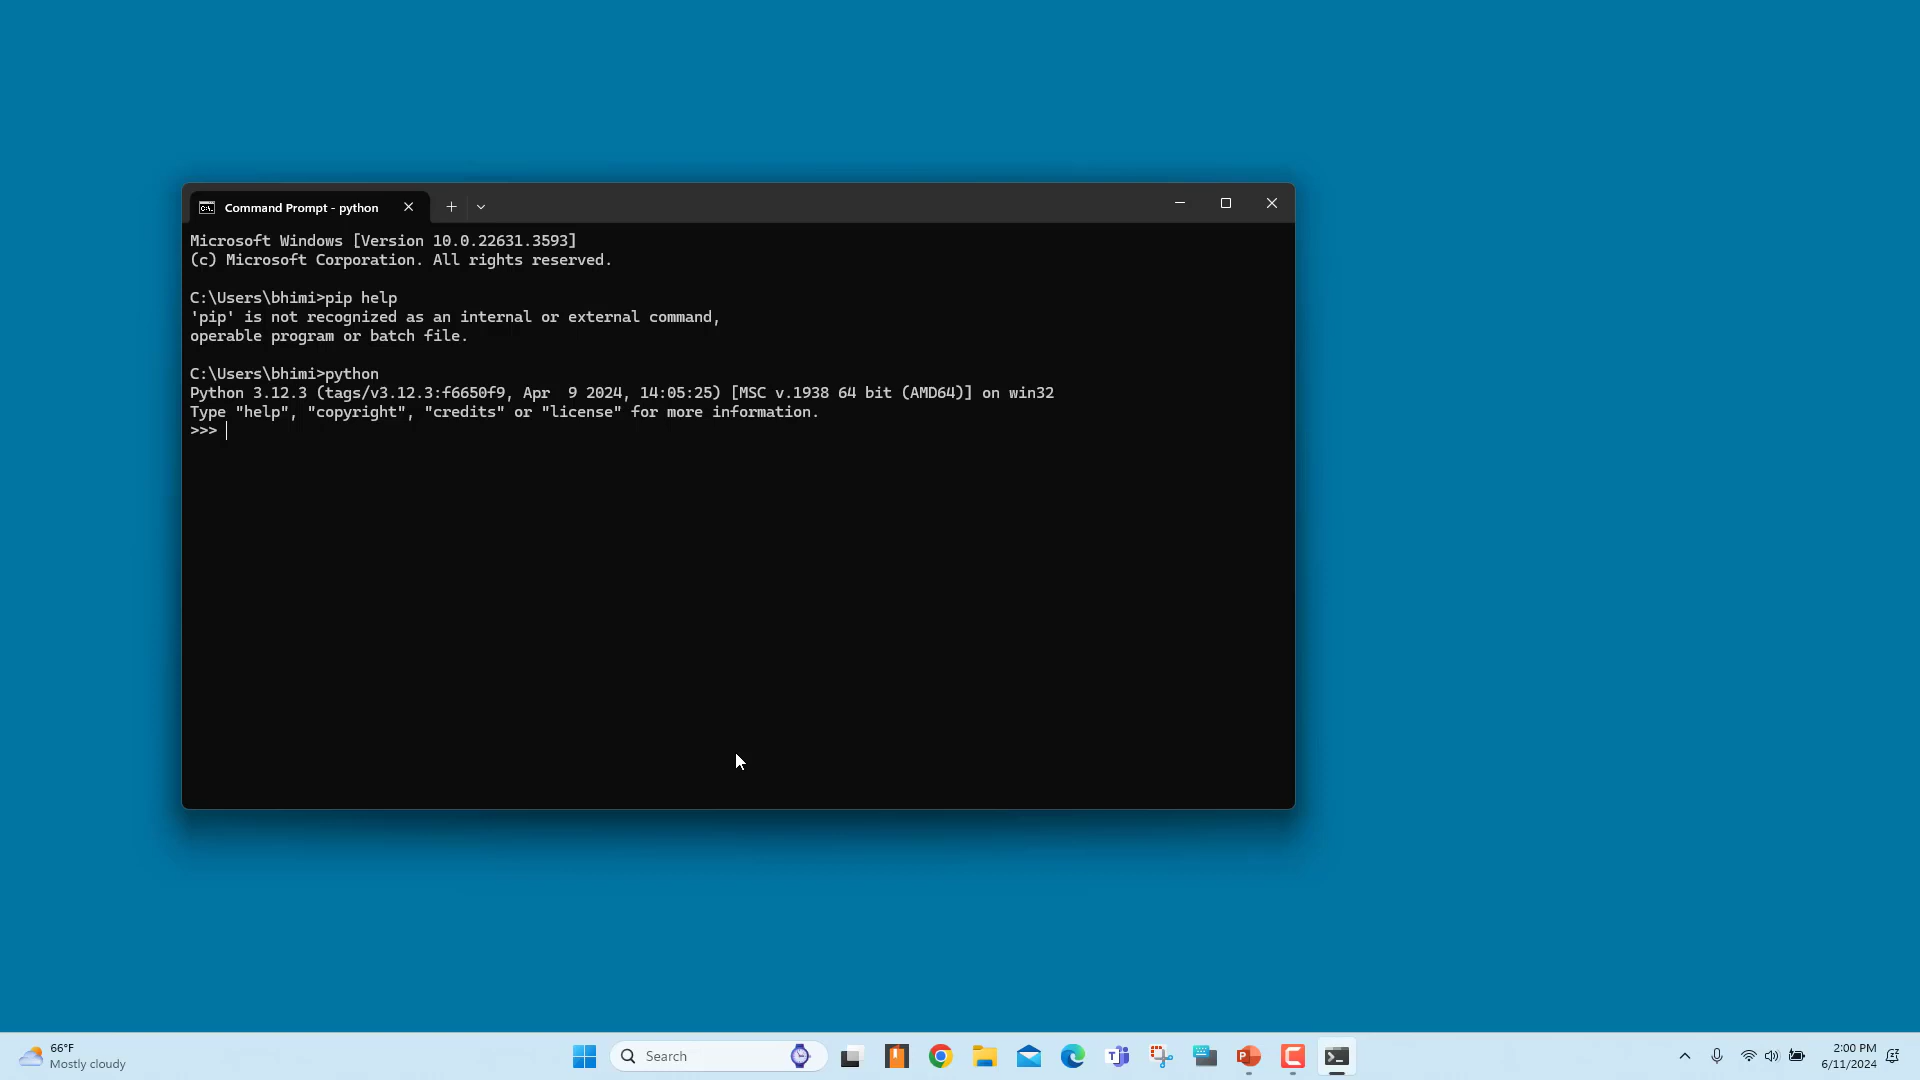 Command Prompt - python
Microsoft Windows [Version 10.0.22631.3593]
(c) Microsoft Corporation. All rights reserved.
C:\Users\bhimi>pip help
'pip' is not recognized as an internal or external command,
operable program or batch file.
C:\Users\bhimi>python
Python 3.12.3 (tags/v3.12.3:f6650f9, Apr  9 2024, 14:05:25) [MSC v.1938 64 bit (AMD64)] on win32
Type "help", "copyright", "credits" or "license" for more information.
>>>
66°F
Mostly cloudy
Search
2:00 PM
6/11/2024